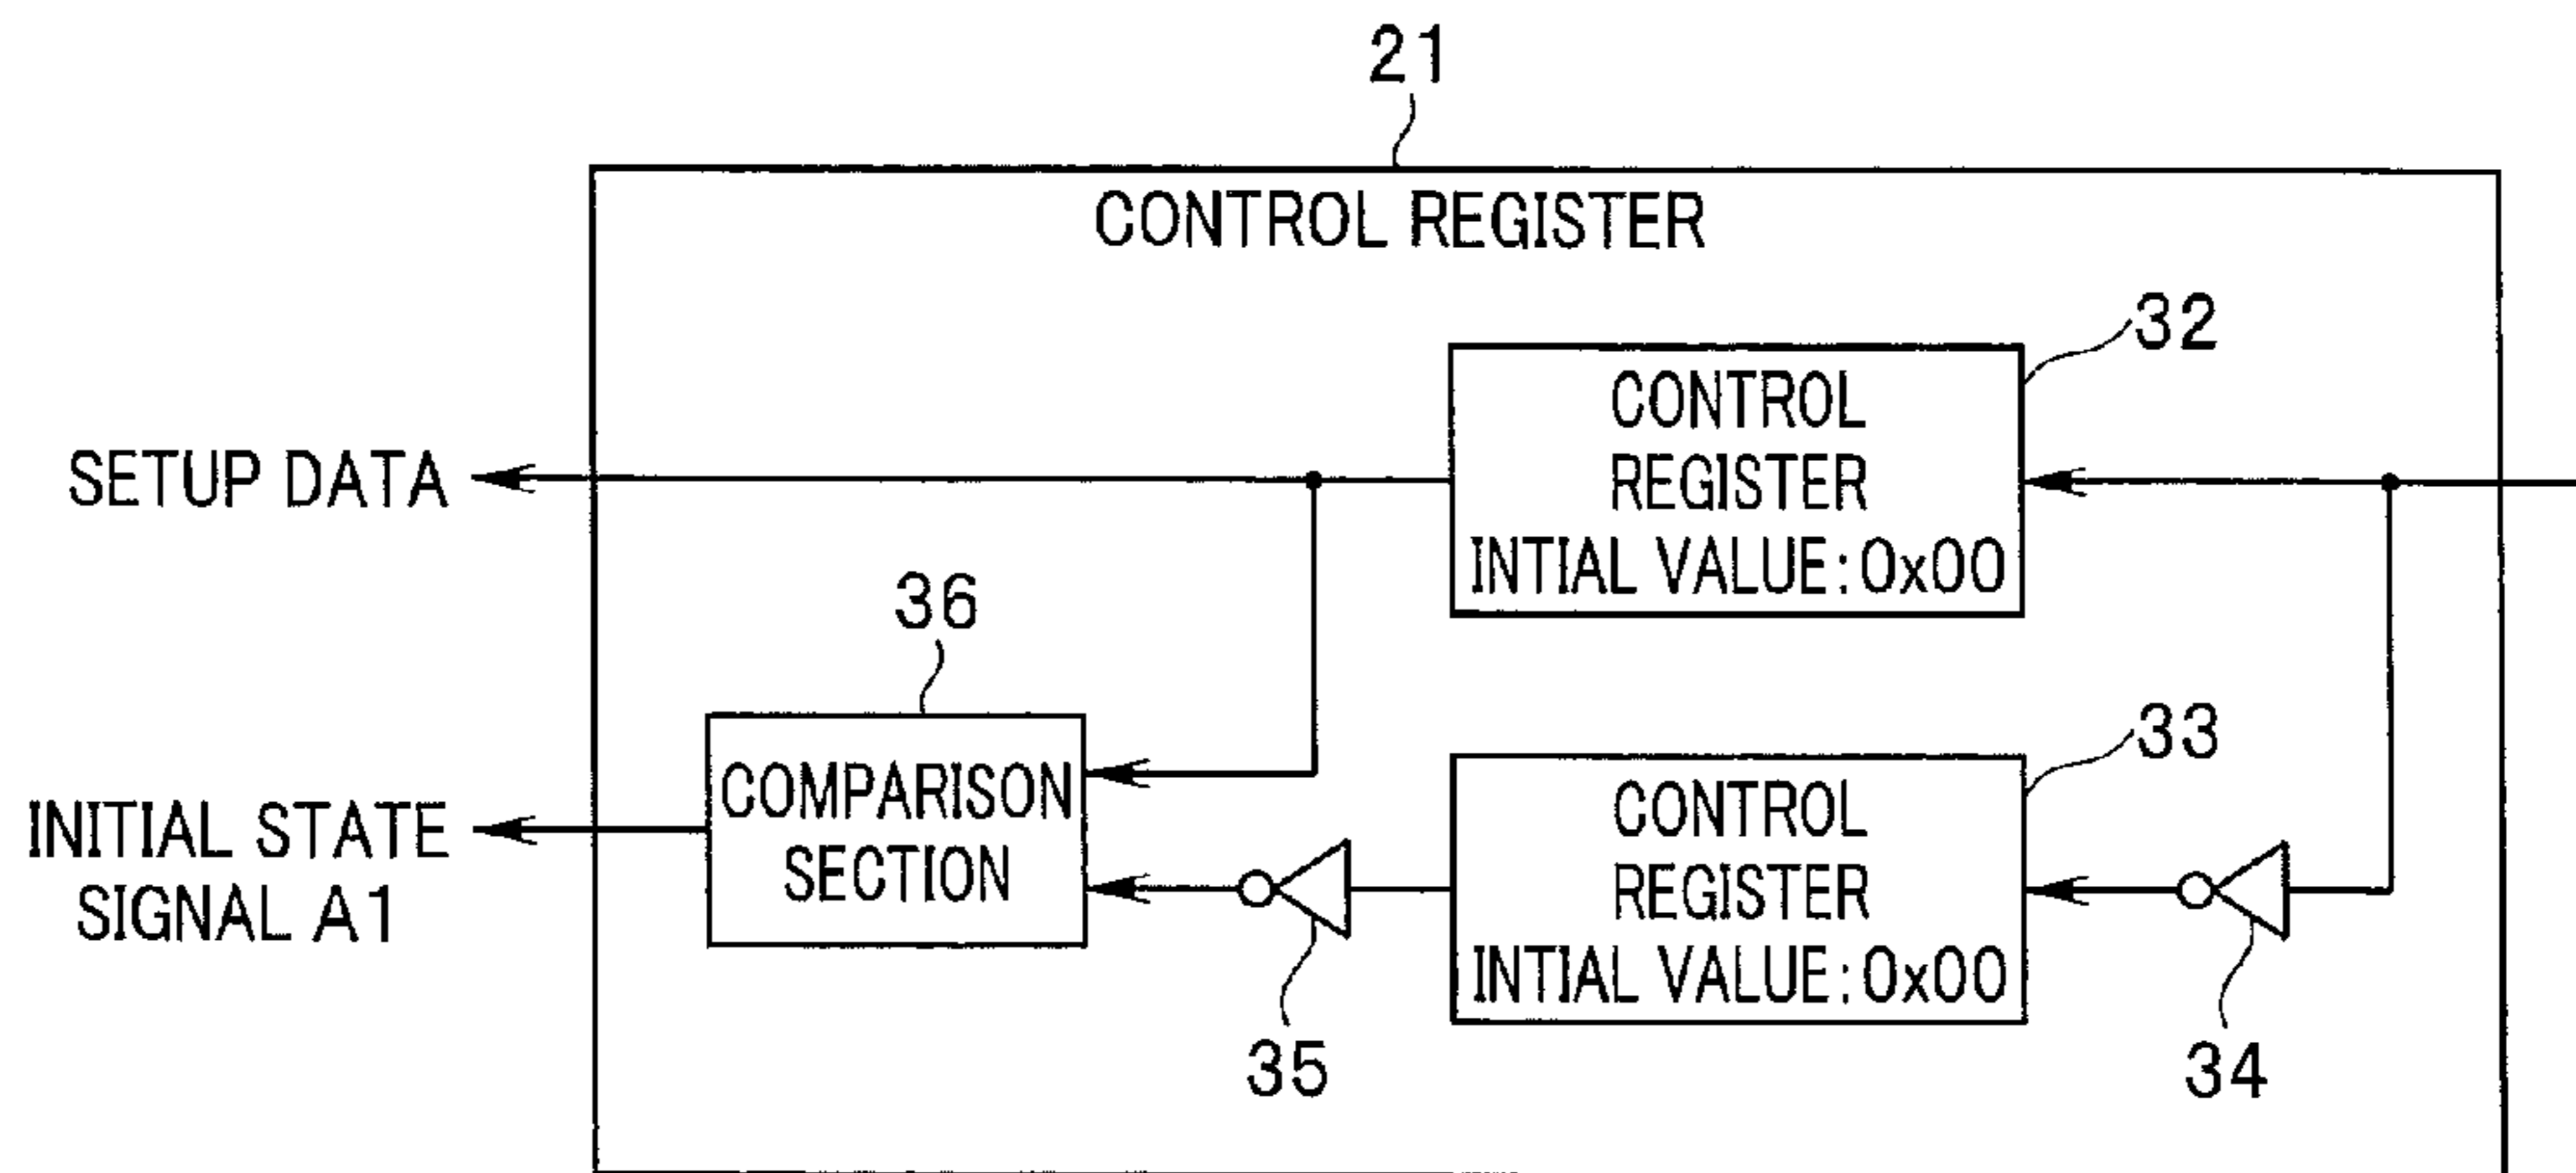 21
CONTROL REGISTER
32
CONTROL
REGISTER
INTIAL VALUE:0x00
SETUP DATA
36
COMPARISON
SECTION
33
CONTROL
REGISTER
INTIAL VALUE:0x00
INITIAL STATE
SIGNAL A1
35
34